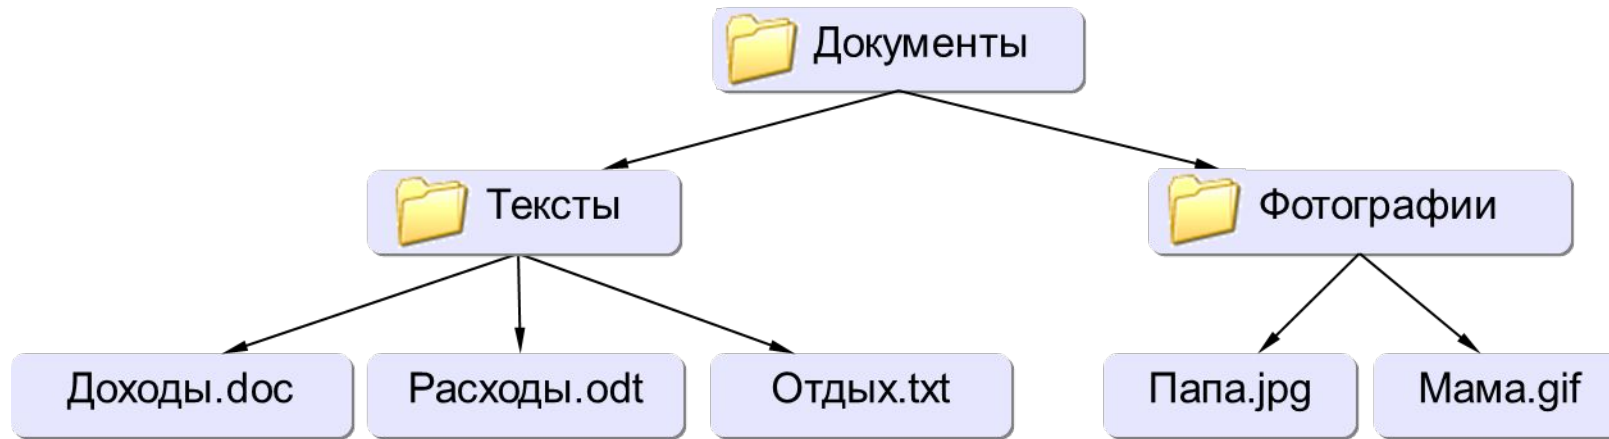 Документы
Тексты
Фотографии
Доходы.doc
Расходы.odt
Отдых.txt
Папа.jpg
Мама.gif